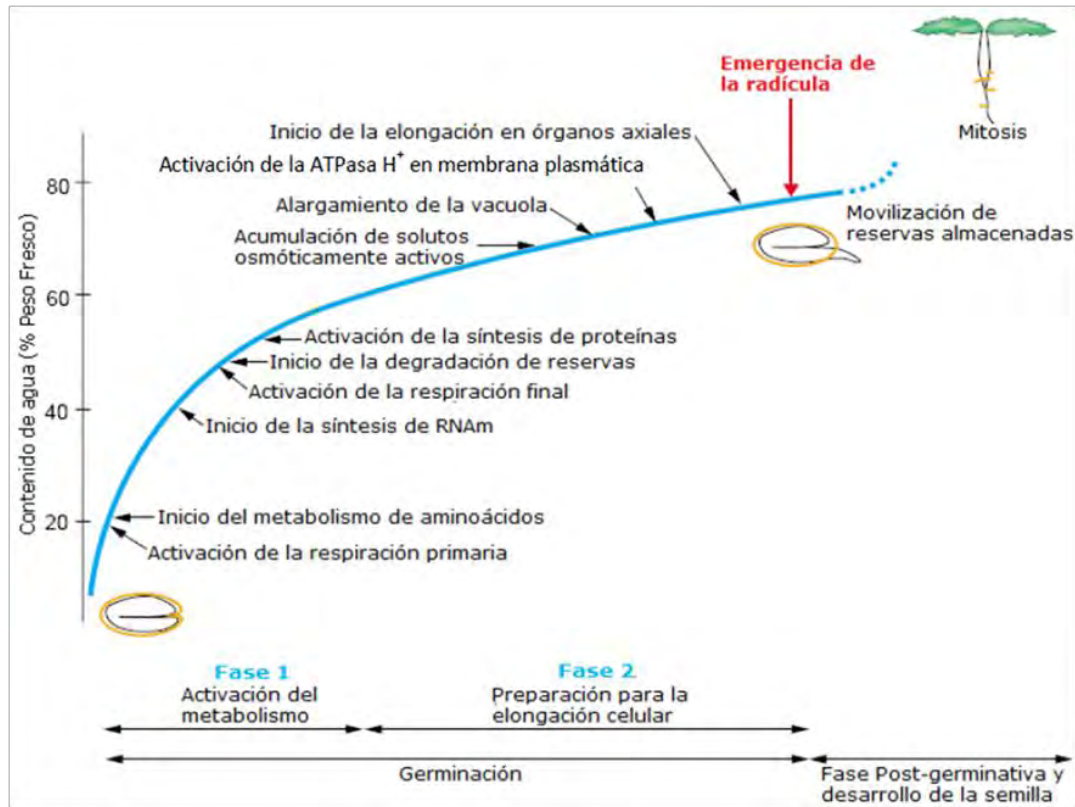 Emergencia de
la radícula
Mitosis
Inicio de la elongación en órganos axiales
Activación de la ATPasa H⁺ en membrana plasmática
Alargamiento de la vacuola
Acumulación de solutos
osmóticamente activos
Movilización de
reservas almacenadas
Contenido de agua (% Peso Fresco)
80
60
40
20
Activación de la síntesis de proteínas
Inicio de la degradación de reservas
Activación de la respiración final
Inicio de la síntesis de RNAm
Inicio del metabolismo de aminoácidos
Activación de la respiración primaria
Fase 1
Activación del
metabolismo
Fase 2
Preparación para la
elongación celular
Germinación
Fase Post-germinativa y
desarrollo de la semilla